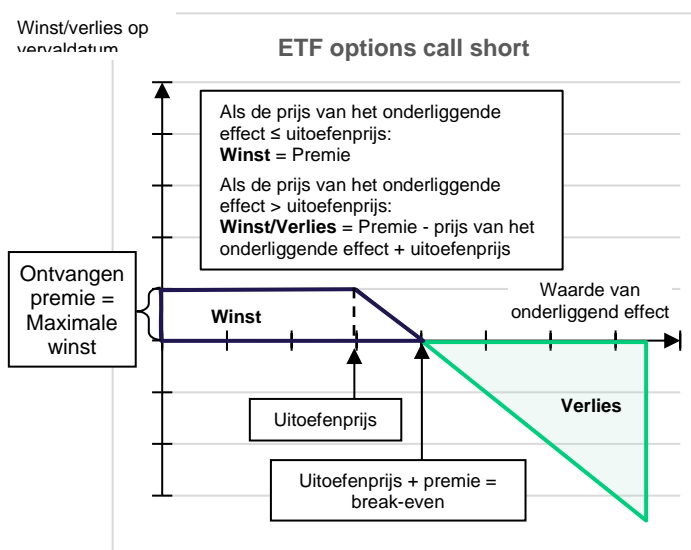 Winst/verlies op
vervaldatum
ETF options call short
Als de prijs van het onderliggende
effect ≤ uitoefenprijs:
Winst = Premie
Als de prijs van het onderliggende
effect > uitoefenprijs:
Winst/Verlies = Premie - prijs van het
onderliggende effect + uitoefenprijs
Ontvangen
premie =
Maximale
winst
Winst
Waarde van
onderliggend effect
Uitoefenprijs
Verlies
Uitoefenprijs + premie =
break-even